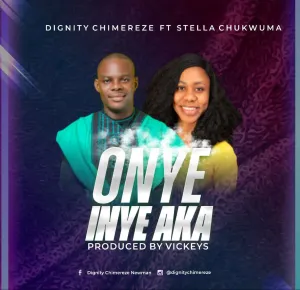 DIGNITY CHIMEREZE FT STELLA CHUKWUMA
ONYE
INYE AKA
PRODUCED BY VICKEYS
Dignity Chimereze Newman @dignitychimereze